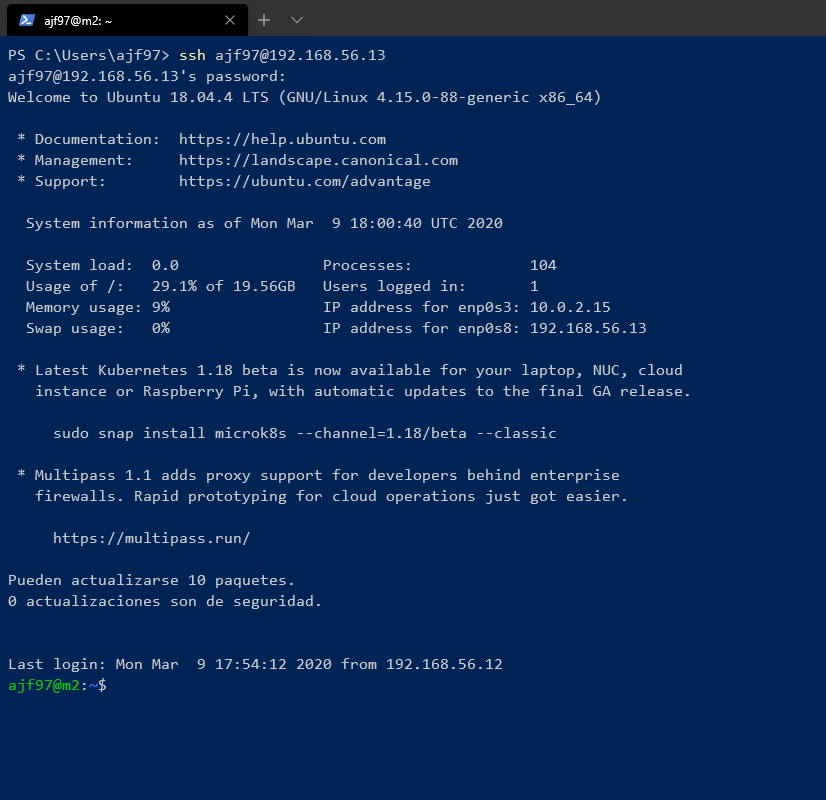 ajf97@m2: ~
PS C:\Users\ajf97> ssh ajf97@192.168.56.13
ajf97@192.168.56.13's password:
Welcome to Ubuntu 18.04.4 LTS (GNU/Linux 4.15.0-88-generic x86_64)

 * Documentation:  https://help.ubuntu.com
 * Management:     https://landscape.canonical.com
 * Support:        https://ubuntu.com/advantage

  System information as of Mon Mar  9 18:00:40 UTC 2020

  System load:  0.0                Processes:             104
  Usage of /:   29.1% of 19.56GB   Users logged in:       1
  Memory usage: 9%                 IP address for enp0s3: 10.0.2.15
  Swap usage:   0%                 IP address for enp0s8: 192.168.56.13

 * Latest Kubernetes 1.18 beta is now available for your laptop, NUC, cloud
   instance or Raspberry Pi, with automatic updates to the final GA release.

     sudo snap install microk8s --channel=1.18/beta --classic

 * Multipass 1.1 adds proxy support for developers behind enterprise
   firewalls. Rapid prototyping for cloud operations just got easier.

     https://multipass.run/

Pueden actualizarse 10 paquetes.
0 actualizaciones son de seguridad.

Last login: Mon Mar  9 17:54:12 2020 from 192.168.56.12
ajf97@m2:~$